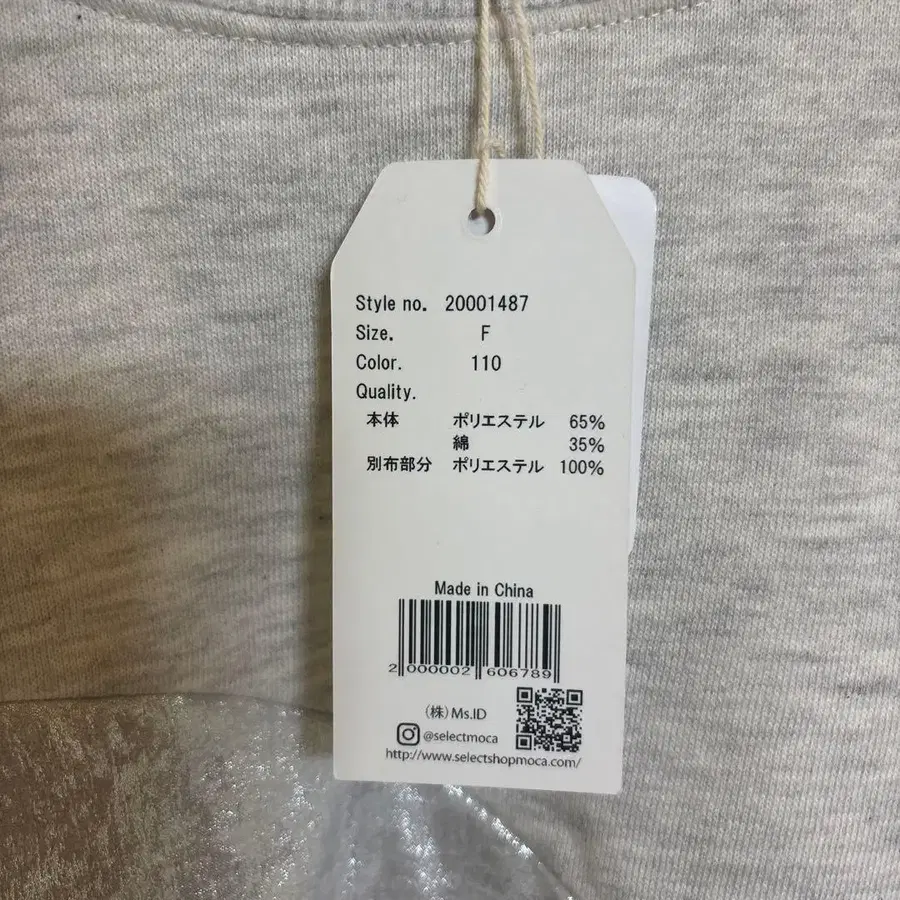 Style no. 20001487
Size. F
Color. 110
Quality.
本体 ポリエステル 65%
綿 35%
別布部分 ポリエステル 100%
Made in China
2 000002 606789
(株)Ms.ID
@selectmoca
http://www.selectshopmoca.com/